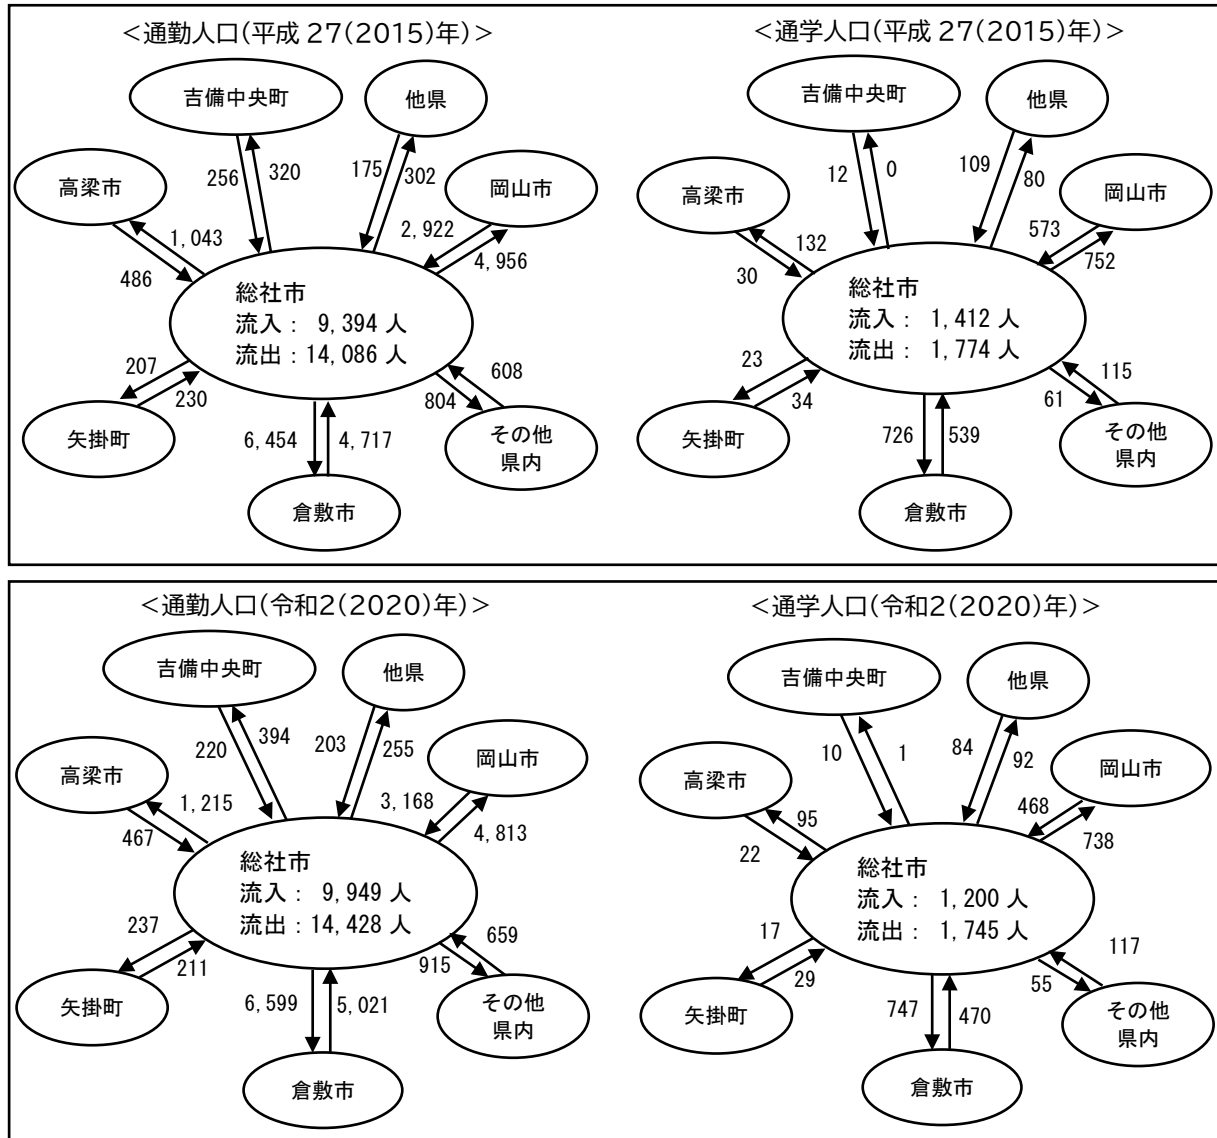 ＜通勤人口(平成 27(2015)年)＞
吉備中央町
他県
高梁市
岡山市
256
320
175
302
1,043
486
2,922
4,956
総社市
流入： 9,394 人
流出：14,086 人
207
230
608
804
矢掛町
6,454
4,717
その他
県内
倉敷市
＜通学人口(平成 27(2015)年)＞
吉備中央町
他県
高梁市
岡山市
12
0
109
80
132
30
573
752
総社市
流入： 1,412 人
流出： 1,774 人
23
34
115
61
矢掛町
726
539
その他
県内
倉敷市
＜通勤人口(令和2(2020)年)＞
吉備中央町
他県
高梁市
岡山市
220
394
203
255
1,215
467
3,168
4,813
総社市
流入： 9,949 人
流出：14,428 人
237
211
659
915
矢掛町
6,599
5,021
その他
県内
倉敷市
＜通学人口(令和2(2020)年)＞
吉備中央町
他県
高梁市
岡山市
10
1
84
92
95
22
468
738
総社市
流入： 1,200 人
流出： 1,745 人
17
29
117
55
矢掛町
747
470
その他
県内
倉敷市